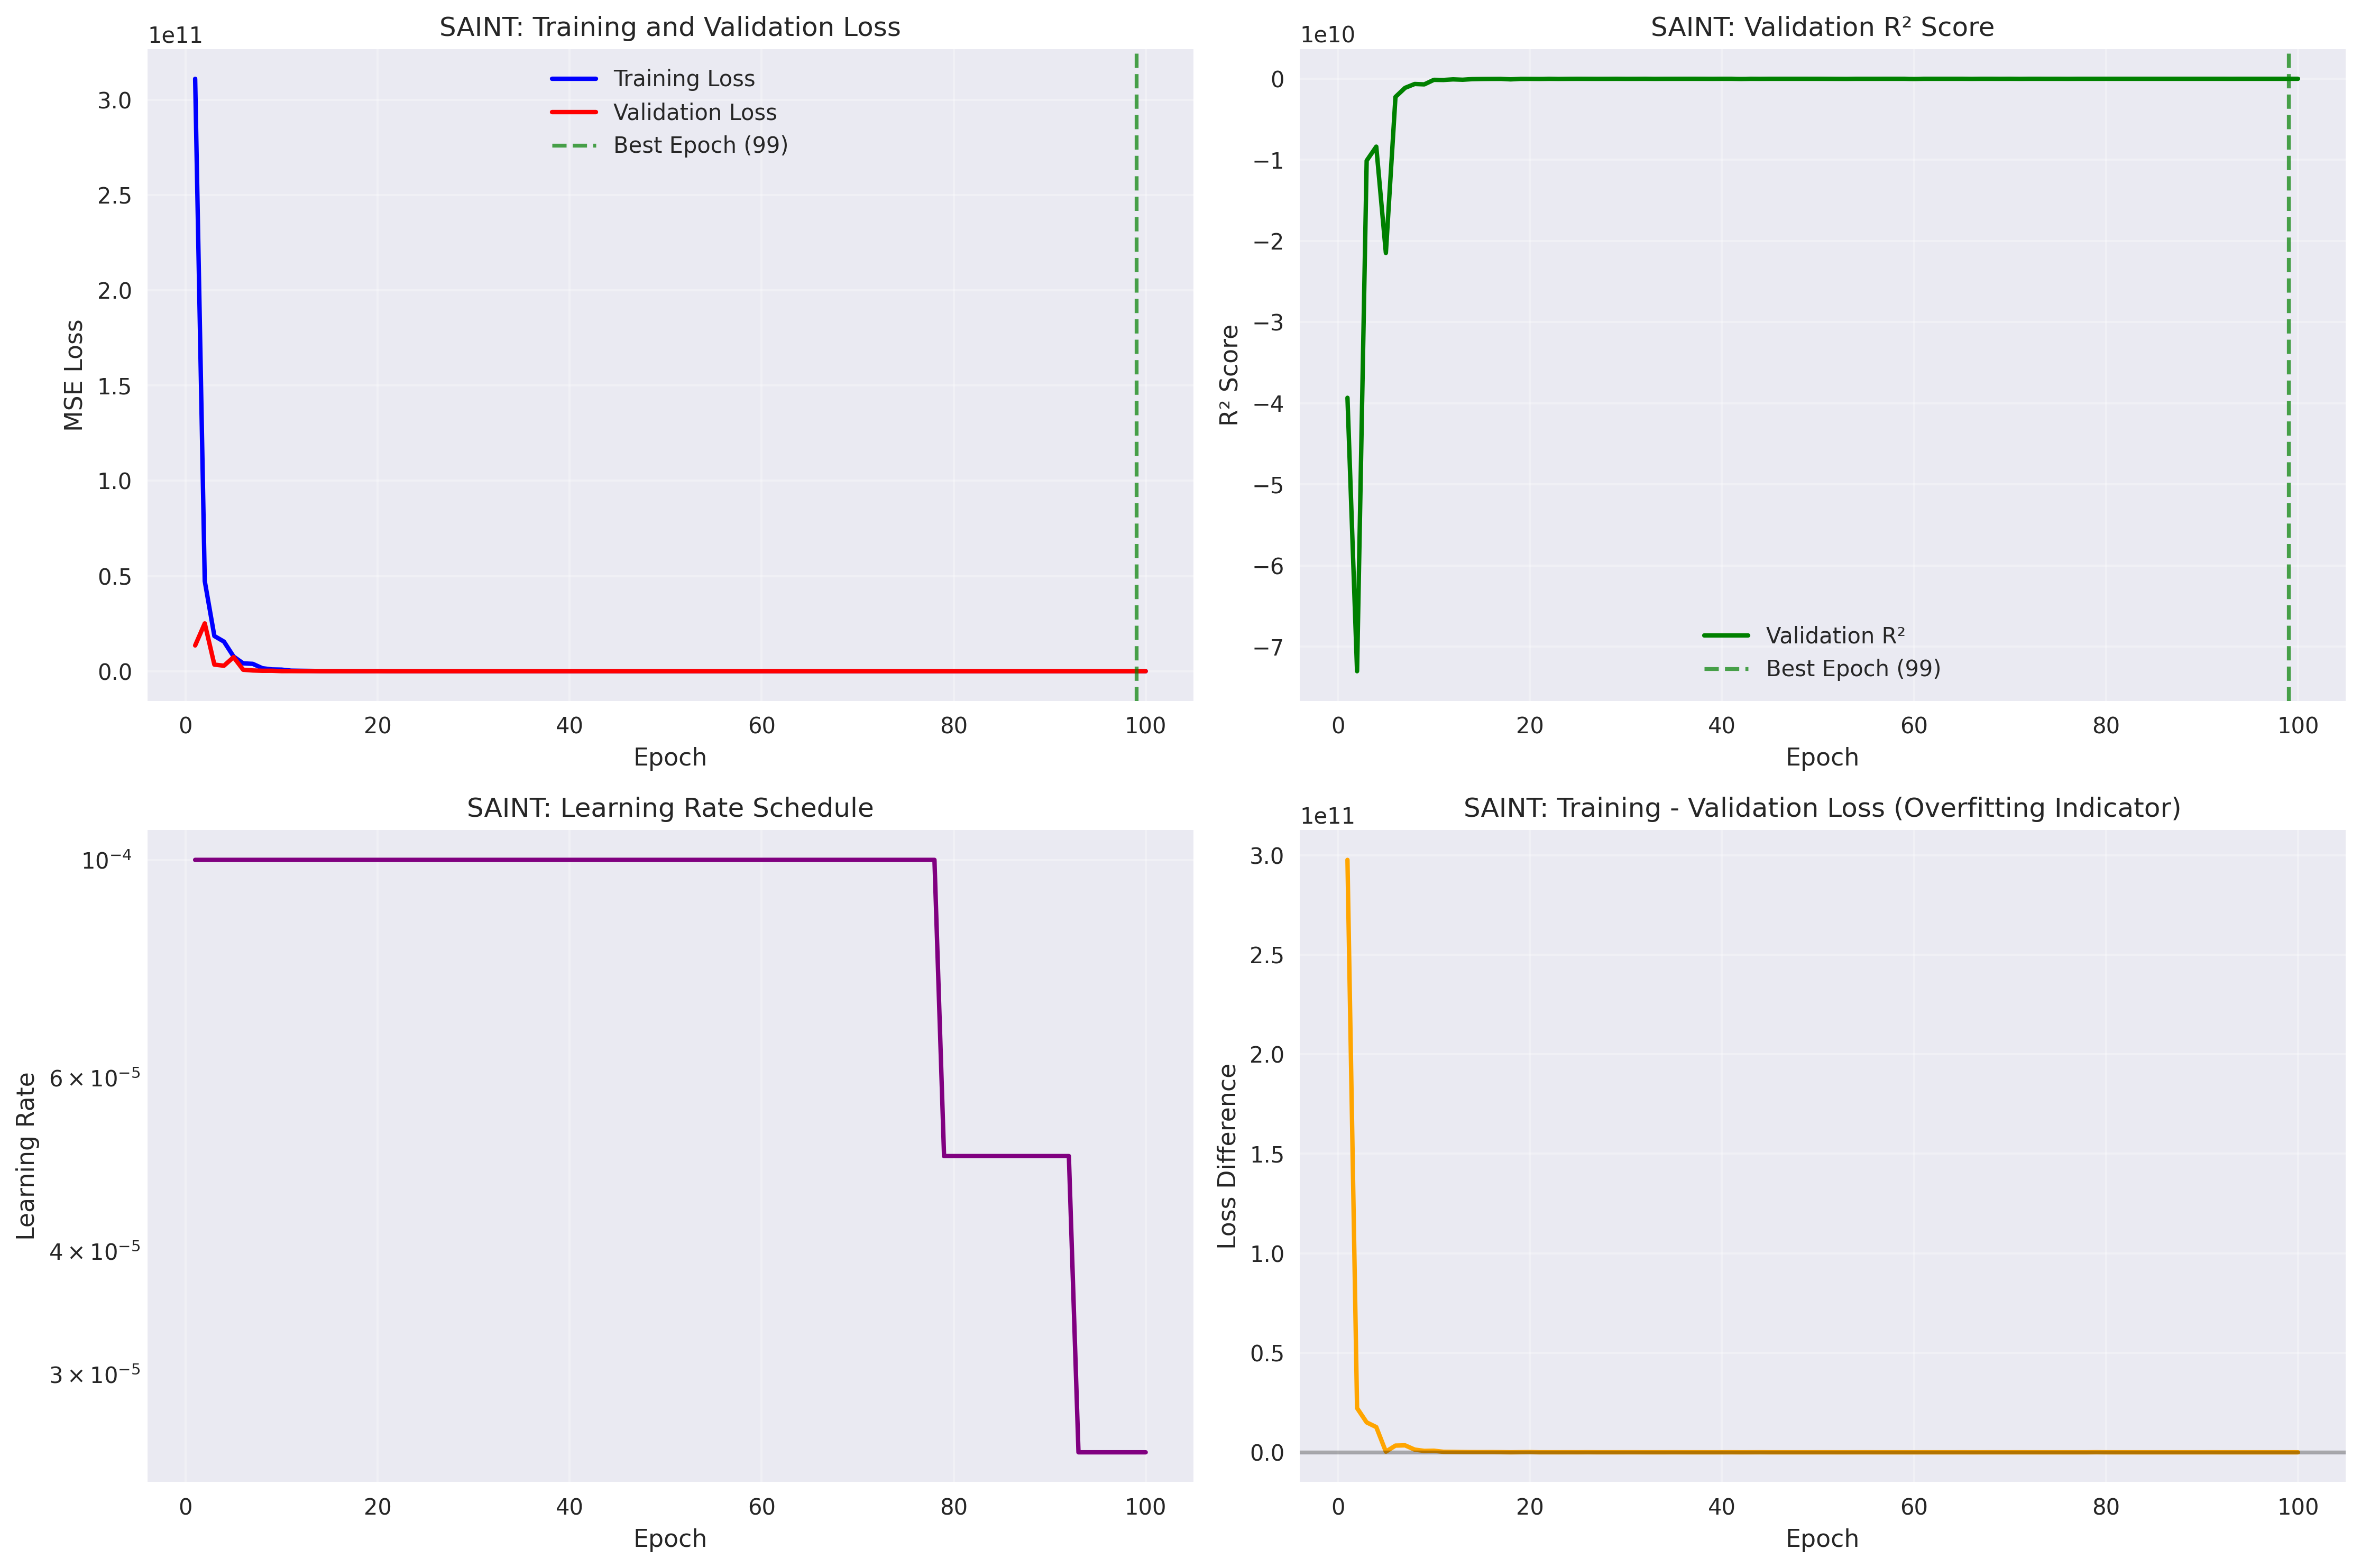 SAINT: Training and Validation Loss
1e11
Training Loss
Validation Loss
Best Epoch (99)
3.0
2.5
2.0
1.5
1.0
0.5
0.0
MSE Loss
0 20 40 60 80 100
Epoch
SAINT: Validation R² Score
1e10
0
−1
−2
−3
−4
−5
−6
−7
R² Score
Validation R²
Best Epoch (99)
0 20 40 60 80 100
Epoch
SAINT: Learning Rate Schedule
10⁻⁴
6 × 10⁻⁵
4 × 10⁻⁵
3 × 10⁻⁵
Learning Rate
0 20 40 60 80 100
Epoch
SAINT: Training - Validation Loss (Overfitting Indicator)
1e11
3.0
2.5
2.0
1.5
1.0
0.5
0.0
Loss Difference
0 20 40 60 80 100
Epoch